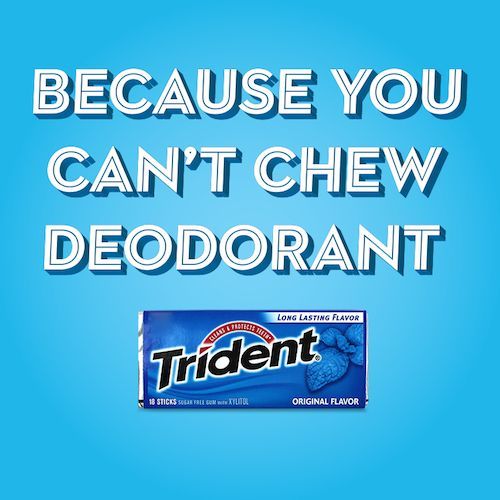 BECAUSE YOU
CAN'T CHEW
DEODORANT
LONG LASTING FLAVOR
CLEANS & PROTECTS TEETH*
Trident®
18 STICKS SUGAR FREE GUM WITH XYLITOL
ORIGINAL FLAVOR